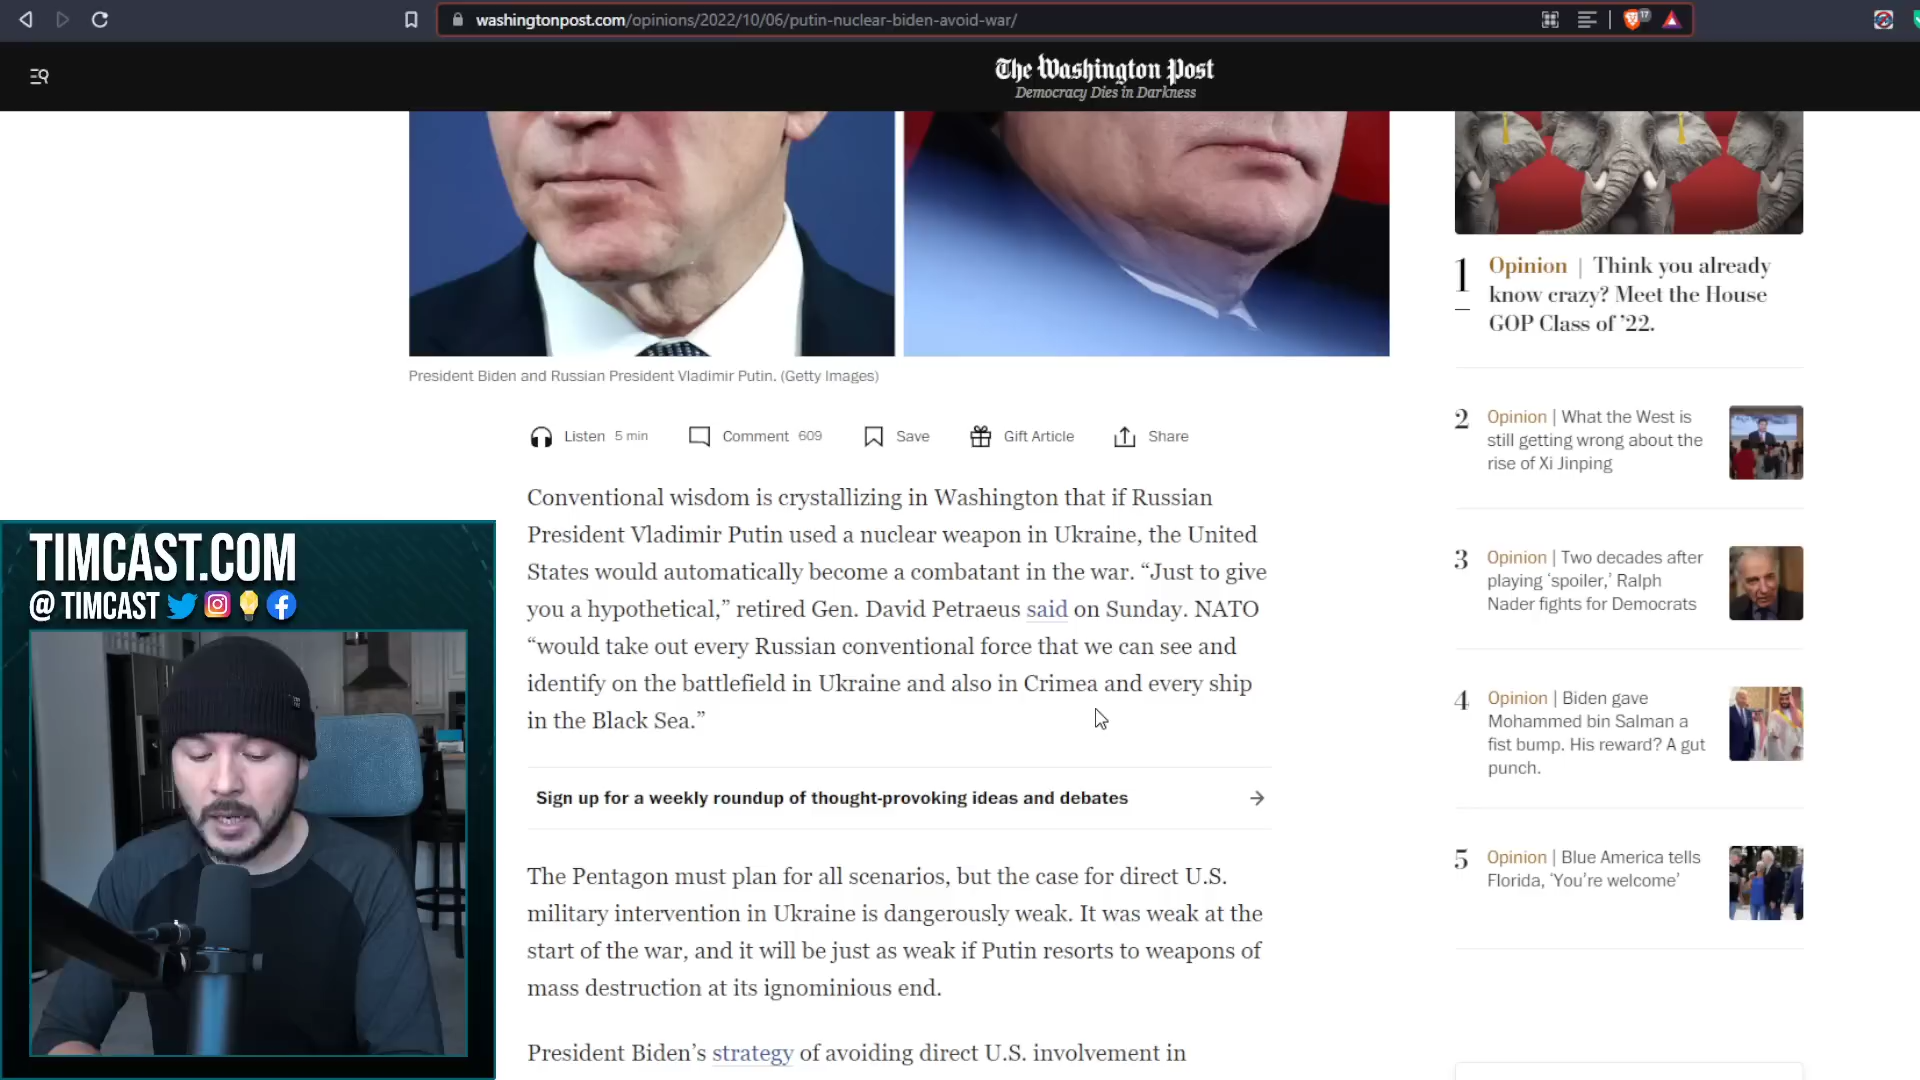 washingtonpost.com/opinions/2022/10/06/putin-nuclear-biden-avoid-war/
17
The Washington Post
Democracy Dies in Darkness
President Biden and Russian President Vladimir Putin. (Getty Images)
Listen 5 min
Comment 609
Save
Gift Article
Share
Conventional wisdom is crystallizing in Washington that if Russian
President Vladimir Putin used a nuclear weapon in Ukraine, the United
States would automatically become a combatant in the war. “Just to give
you a hypothetical,” retired Gen. David Petraeus said on Sunday. NATO
“would take out every Russian conventional force that we can see and
identify on the battlefield in Ukraine and also in Crimea and every ship
in the Black Sea.”
Sign up for a weekly roundup of thought-provoking ideas and debates
The Pentagon must plan for all scenarios, but the case for direct U.S.
military intervention in Ukraine is dangerously weak. It was weak at the
start of the war, and it will be just as weak if Putin resorts to weapons of
mass destruction at its ignominious end.
President Biden’s strategy of avoiding direct U.S. involvement in
1
Opinion | Think you already
know crazy? Meet the House
GOP Class of ’22.
2
Opinion | What the West is
still getting wrong about the
rise of Xi Jinping
3
Opinion | Two decades after
playing ‘spoiler,’ Ralph
Nader fights for Democrats
4
Opinion | Biden gave
Mohammed bin Salman a
fist bump. His reward? A gut
punch.
5
Opinion | Blue America tells
Florida, ‘You’re welcome’
TIMCAST.COM
@ TIMCAST